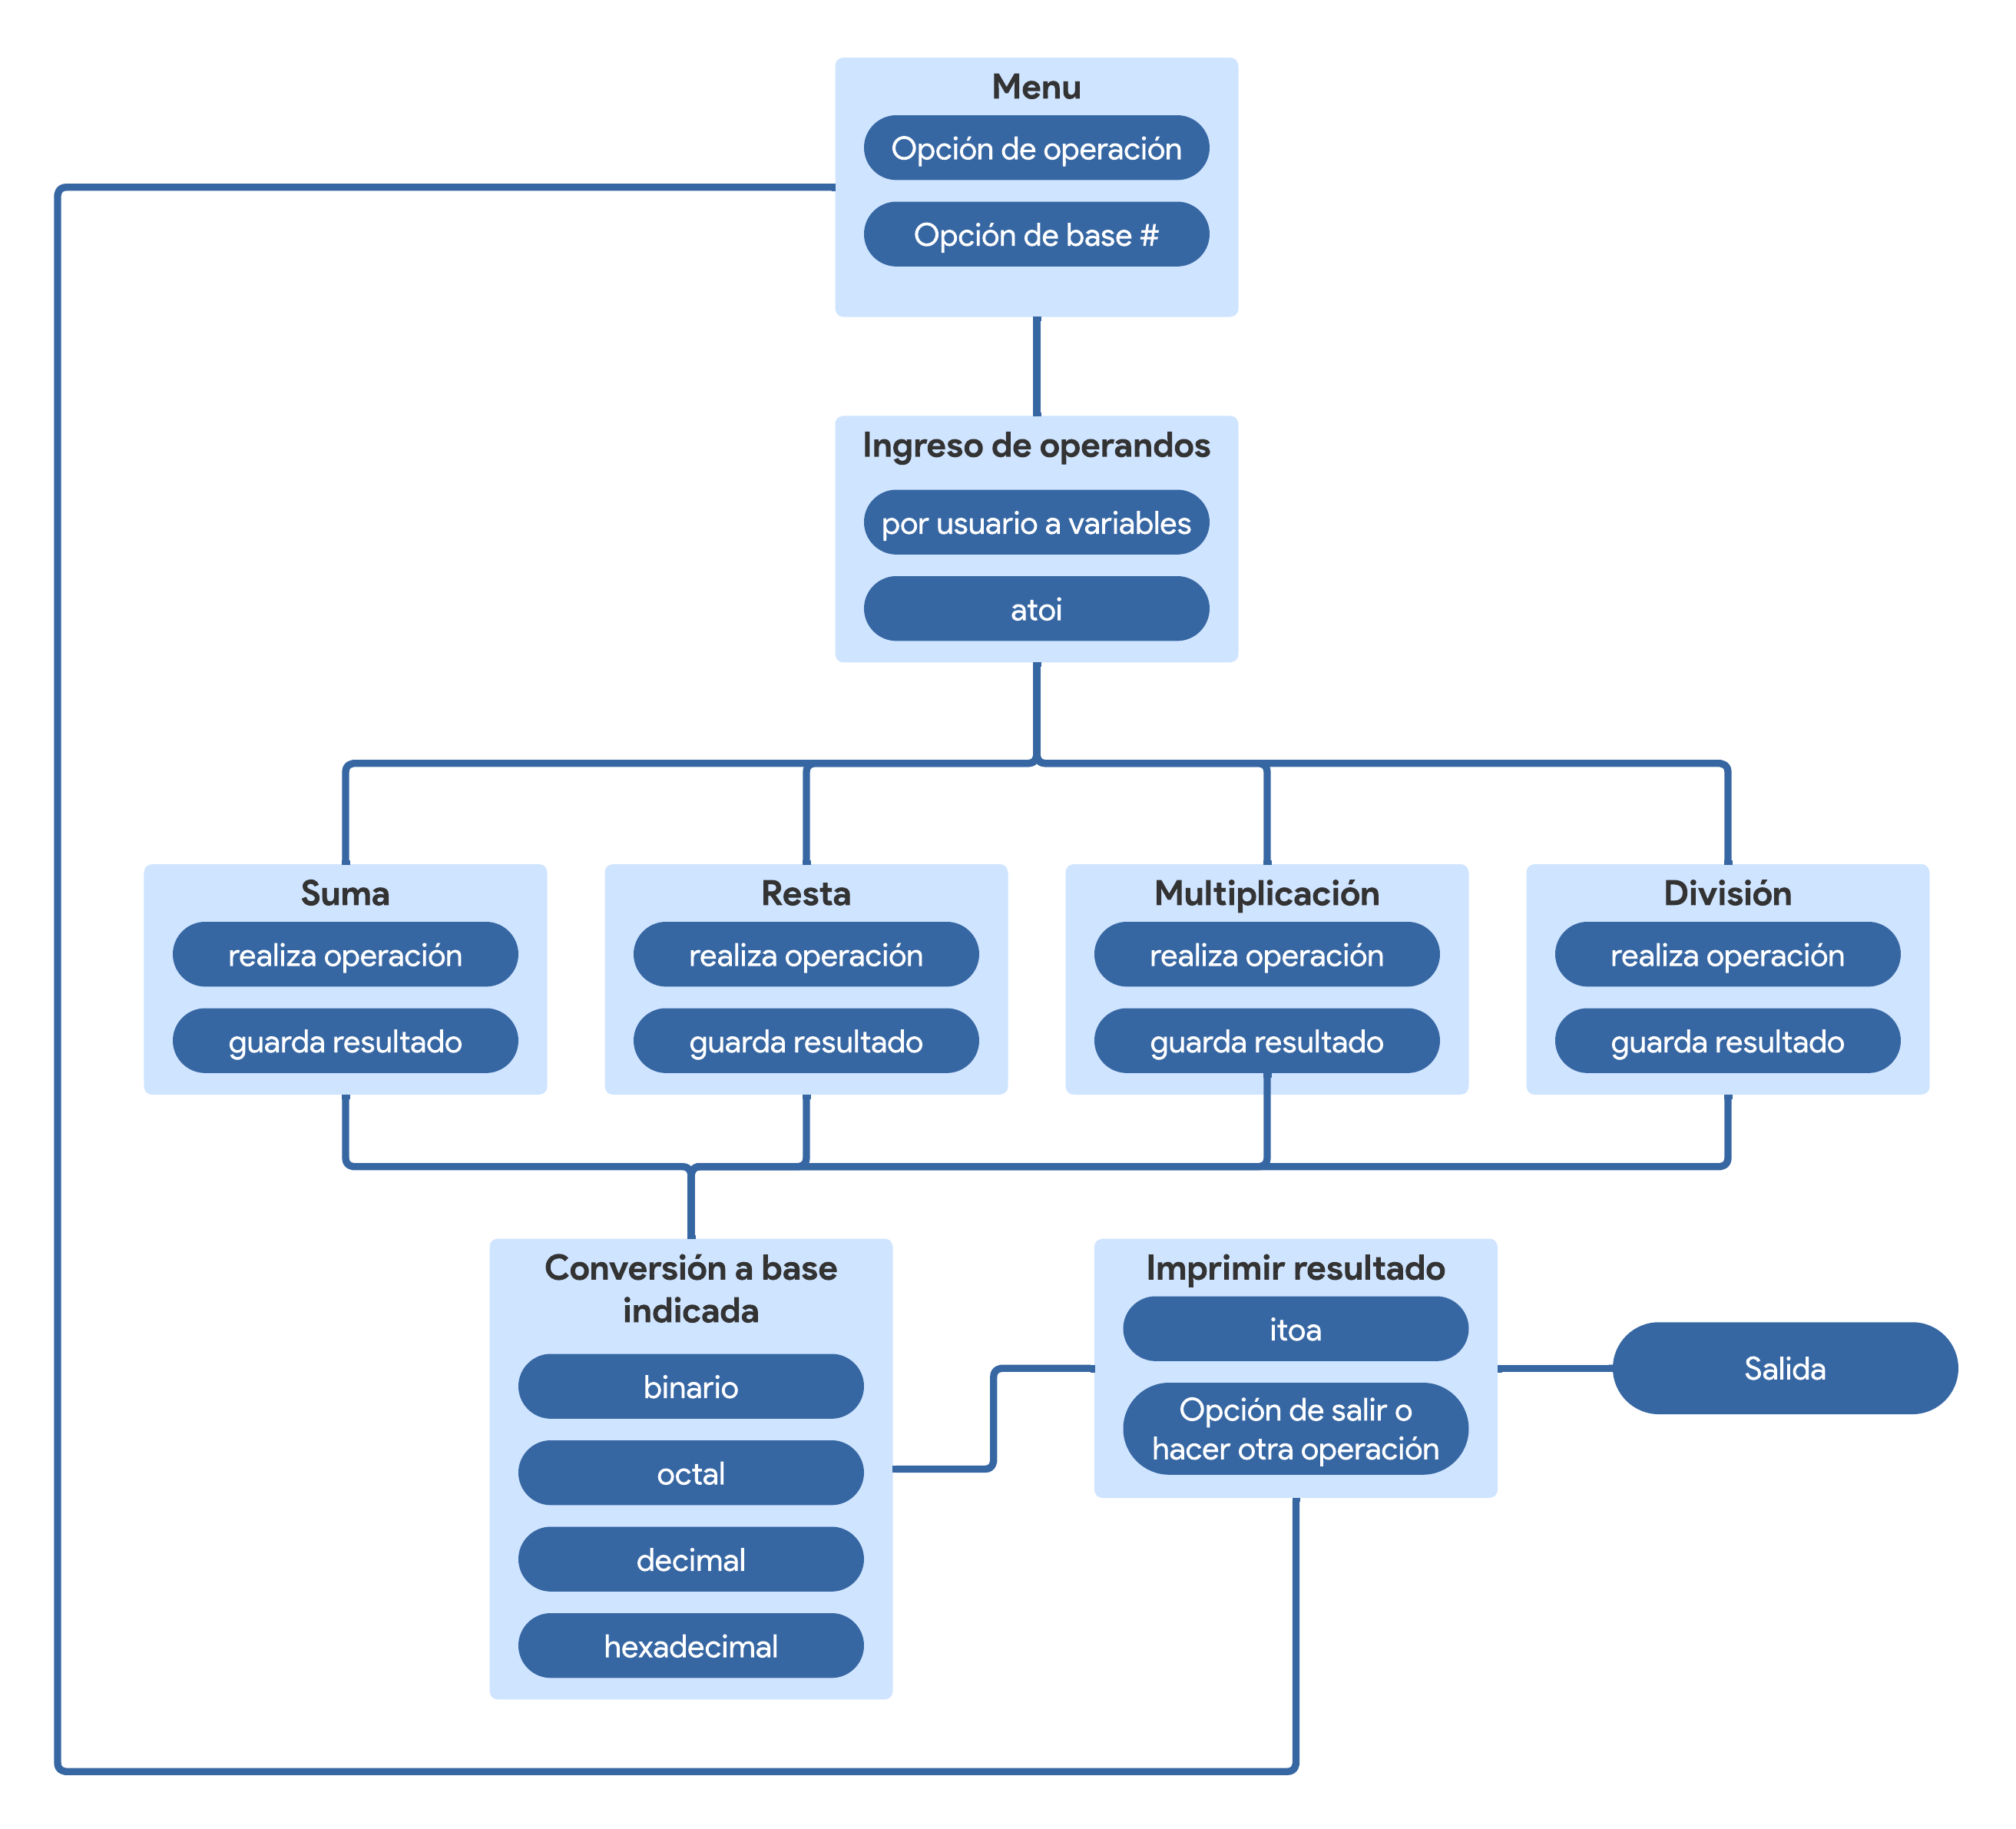 Menu
Opción de operación
Opción de base #
Ingreso de operandos
por usuario a variables
atoi
Suma
realiza operación
guarda resultado
Resta
realiza operación
guarda resultado
Multiplicación
realiza operación
guarda resultado
División
realiza operación
guarda resultado
Conversión a base
indicada
binario
octal
decimal
hexadecimal
Imprimir resultado
itoa
Opción de salir o
hacer otra operación
Salida